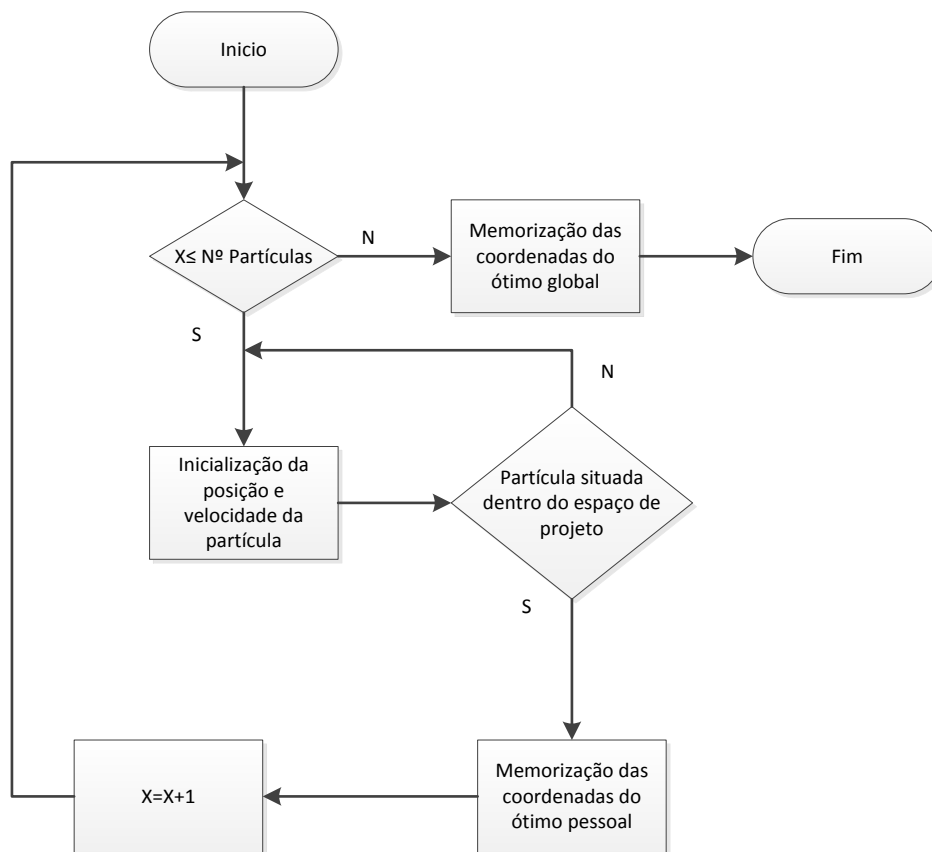 Inicio
X≤ Nº Partículas
N
Memorização das
coordenadas do
ótimo global
Fim
S
N
Inicialização da
posição e
velocidade da
partícula
Partícula situada
dentro do espaço de
projeto
S
X=X+1
Memorização das
coordenadas do
ótimo pessoal